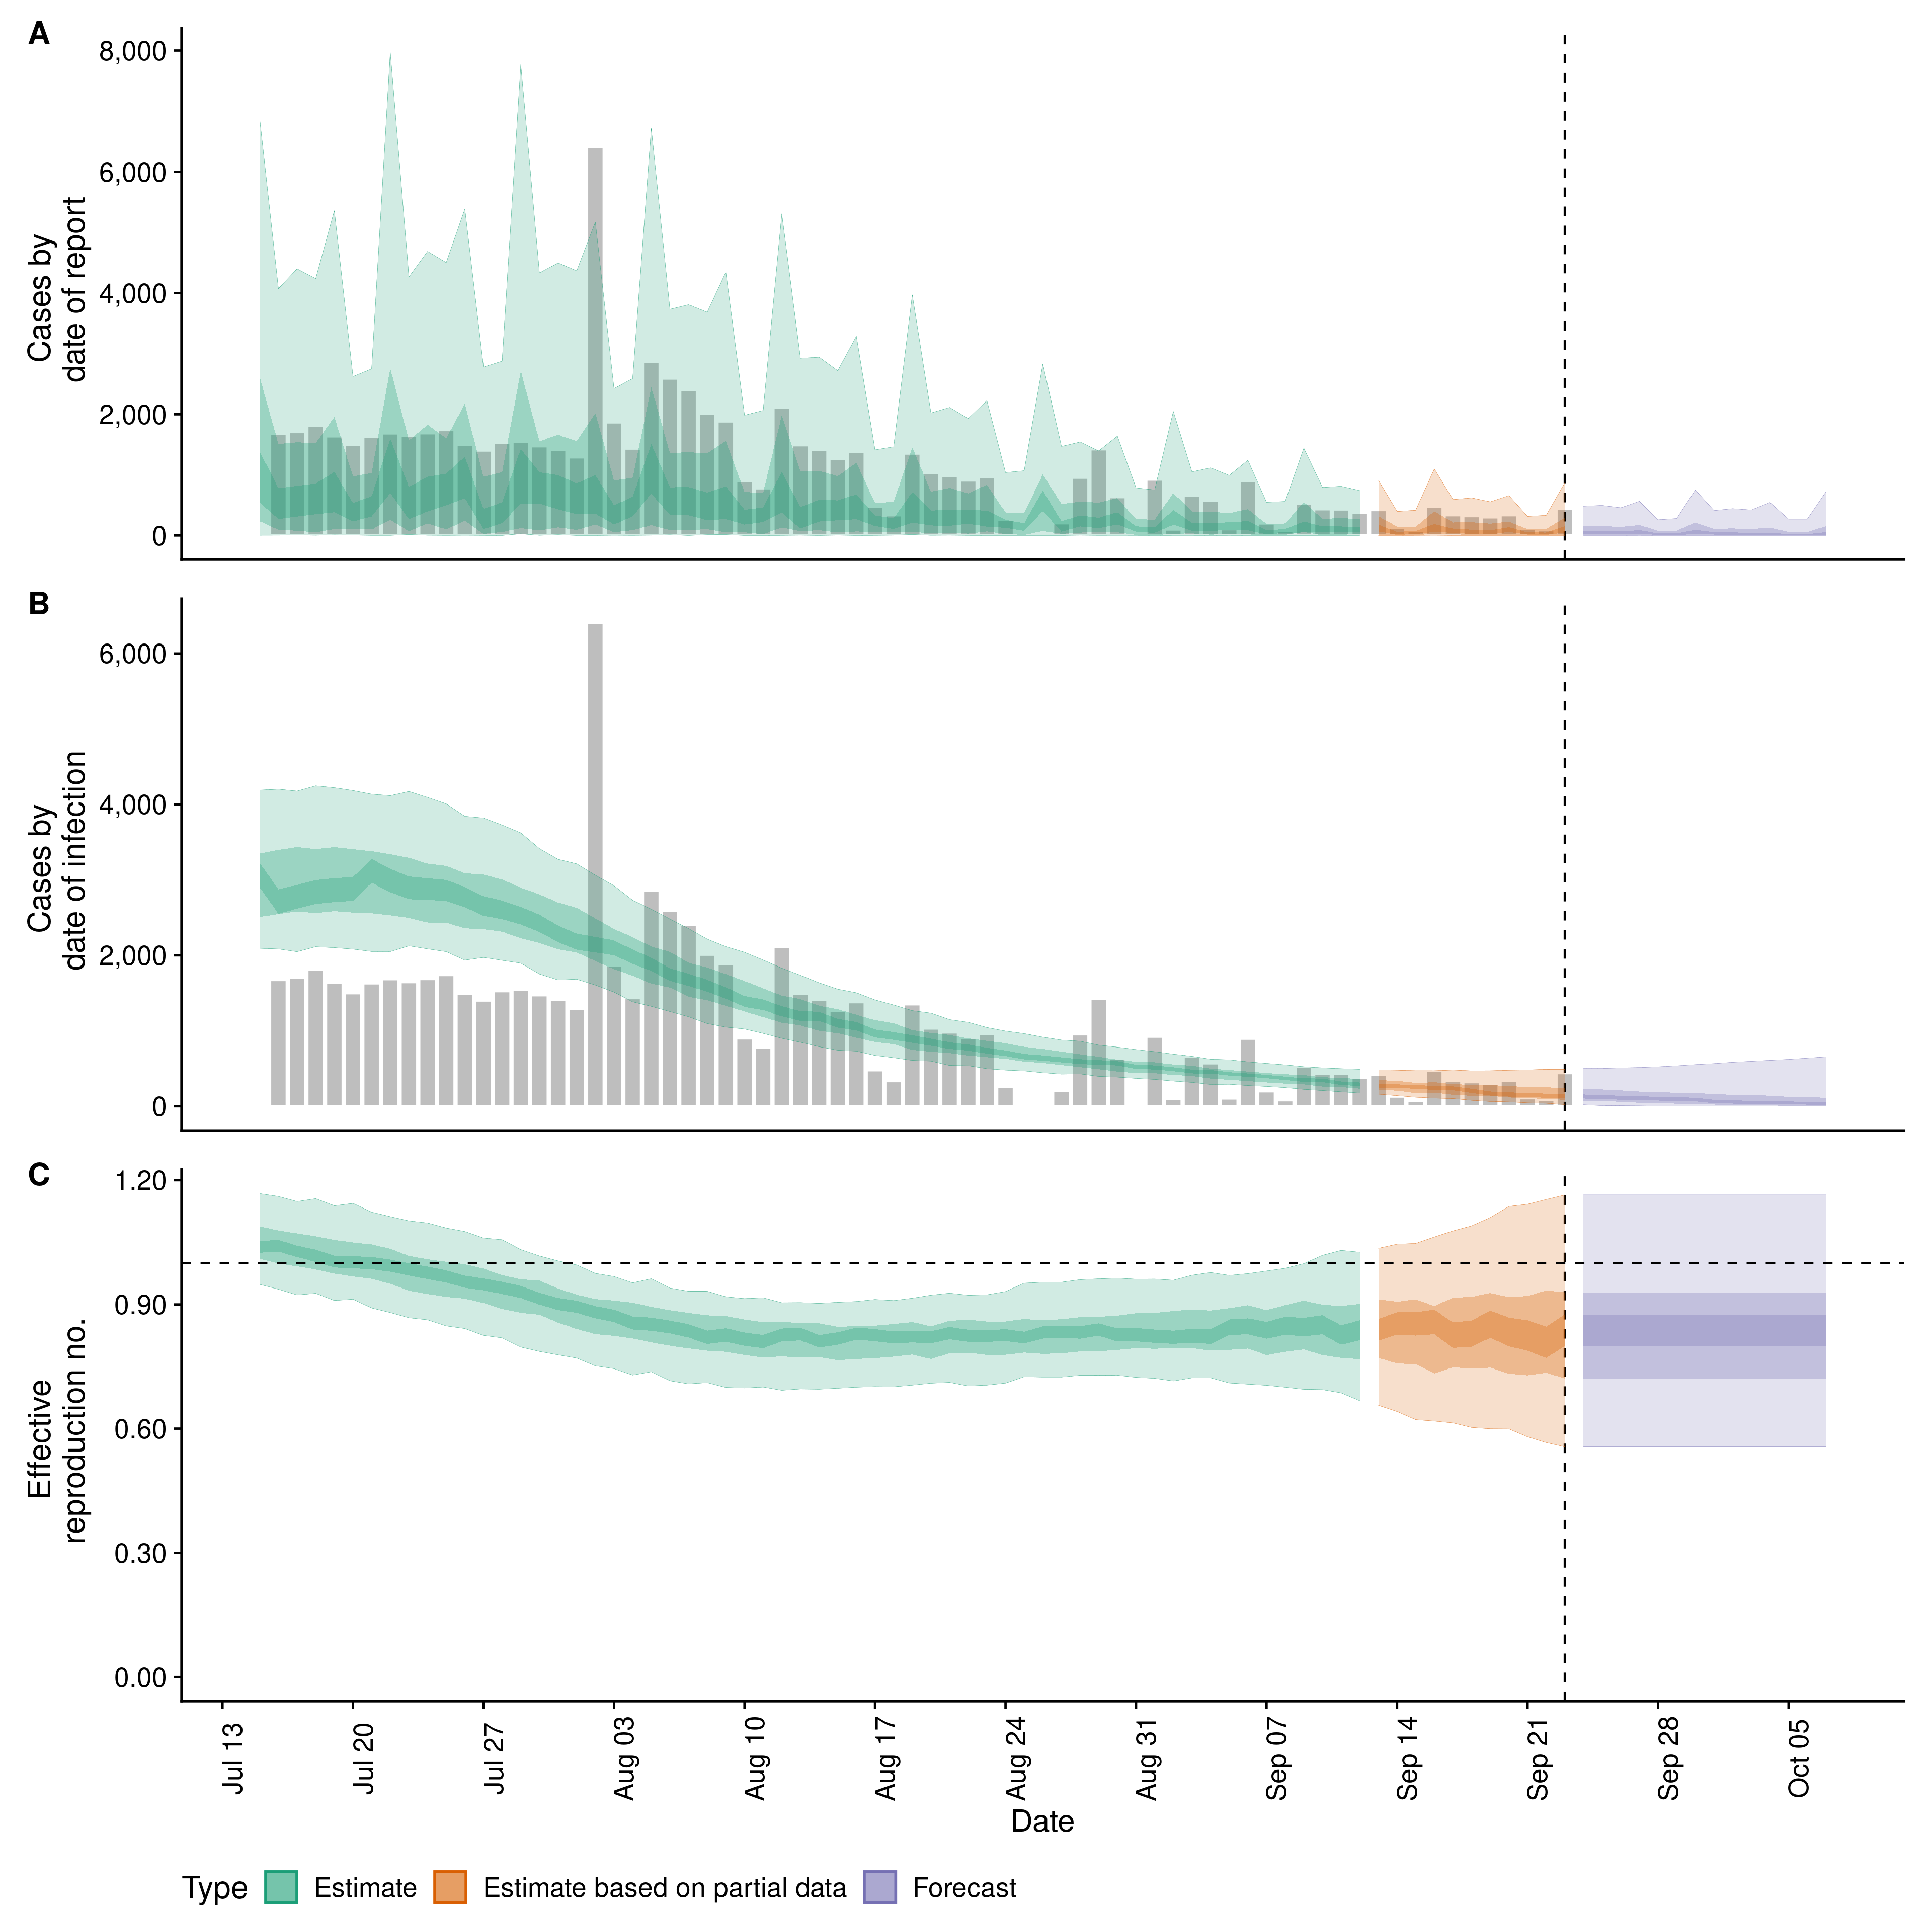 A
8,000
6,000
4,000
2,000
0
Cases by
date of report
B
6,000
4,000
2,000
0
Cases by
date of infection
C
1.20
0.90
0.60
0.30
0.00
Effective
reproduction no.
Jul 13
Jul 20
Jul 27
Aug 03
Aug 10
Aug 17
Aug 24
Aug 31
Sep 07
Sep 14
Sep 21
Sep 28
Oct 05
Date
Type Estimate Estimate based on partial data Forecast